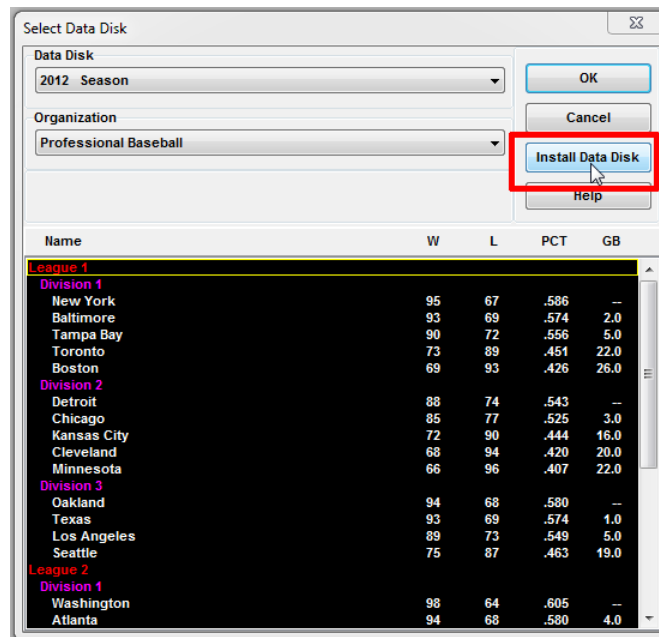 Select Data Disk
Data Disk
2012 Season
OK
Organization
Cancel
Professional Baseball
Install Data Disk
Help
Name W L PCT GB
League 1
Division 1
New York 95 67 .586 --
Baltimore 93 69 .574 2.0
Tampa Bay 90 72 .556 5.0
Toronto 73 89 .451 22.0
Boston 69 93 .426 26.0
Division 2
Detroit 88 74 .543 --
Chicago 85 77 .525 3.0
Kansas City 72 90 .444 16.0
Cleveland 68 94 .420 20.0
Minnesota 66 96 .407 22.0
Division 3
Oakland 94 68 .580 --
Texas 93 69 .574 1.0
Los Angeles 89 73 .549 5.0
Seattle 75 87 .463 19.0
League 2
Division 1
Washington 98 64 .605 --
Atlanta 94 68 .580 4.0